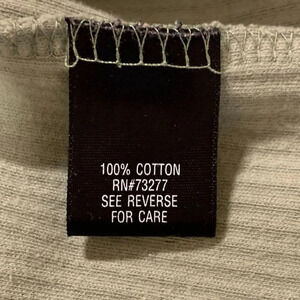 100% COTTON
RN#73277
SEE REVERSE
FOR CARE